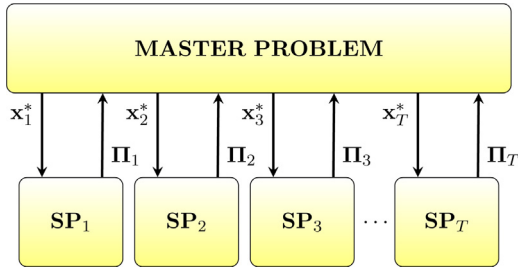 MASTER PROBLEM
x₁* x₂* x₃* x_T*
Π₁ Π₂ Π₃ Π_T
SP₁ SP₂ SP₃ ··· SP_T